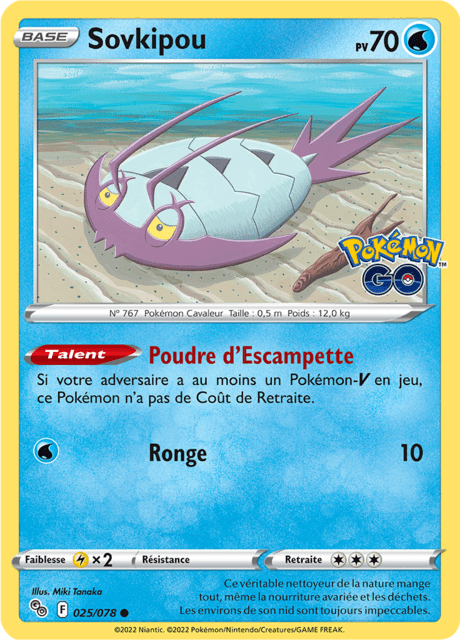 BASE Sovkipou PV70
POKÉMON
GO
N° 767 Pokémon Cavaleur Taille : 0,5 m Poids : 12,0 kg
Talent Poudre d'Escampette
Si votre adversaire a au moins un Pokémon-V en jeu,
ce Pokémon n'a pas de Coût de Retraite.
Ronge 10
Faiblesse ×2 Résistance Retraite
Illus. Miki Tanaka
Ce véritable nettoyeur de la nature mange
tout, même la nourriture avariée et les déchets.
Les environs de son nid sont toujours impeccables.
F 025/078
©2022 Niantic. ©2022 Pokémon/Nintendo/Creatures/GAME FREAK.